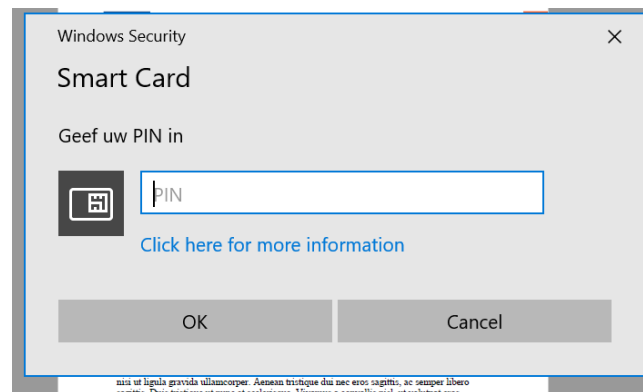 Windows Security
Smart Card
Geef uw PIN in
PIN
Click here for more information
OK
Cancel
nisi ut ligula gravida ullamcorper. Aenean tristique dui nec eros sagittis, ac semper libero